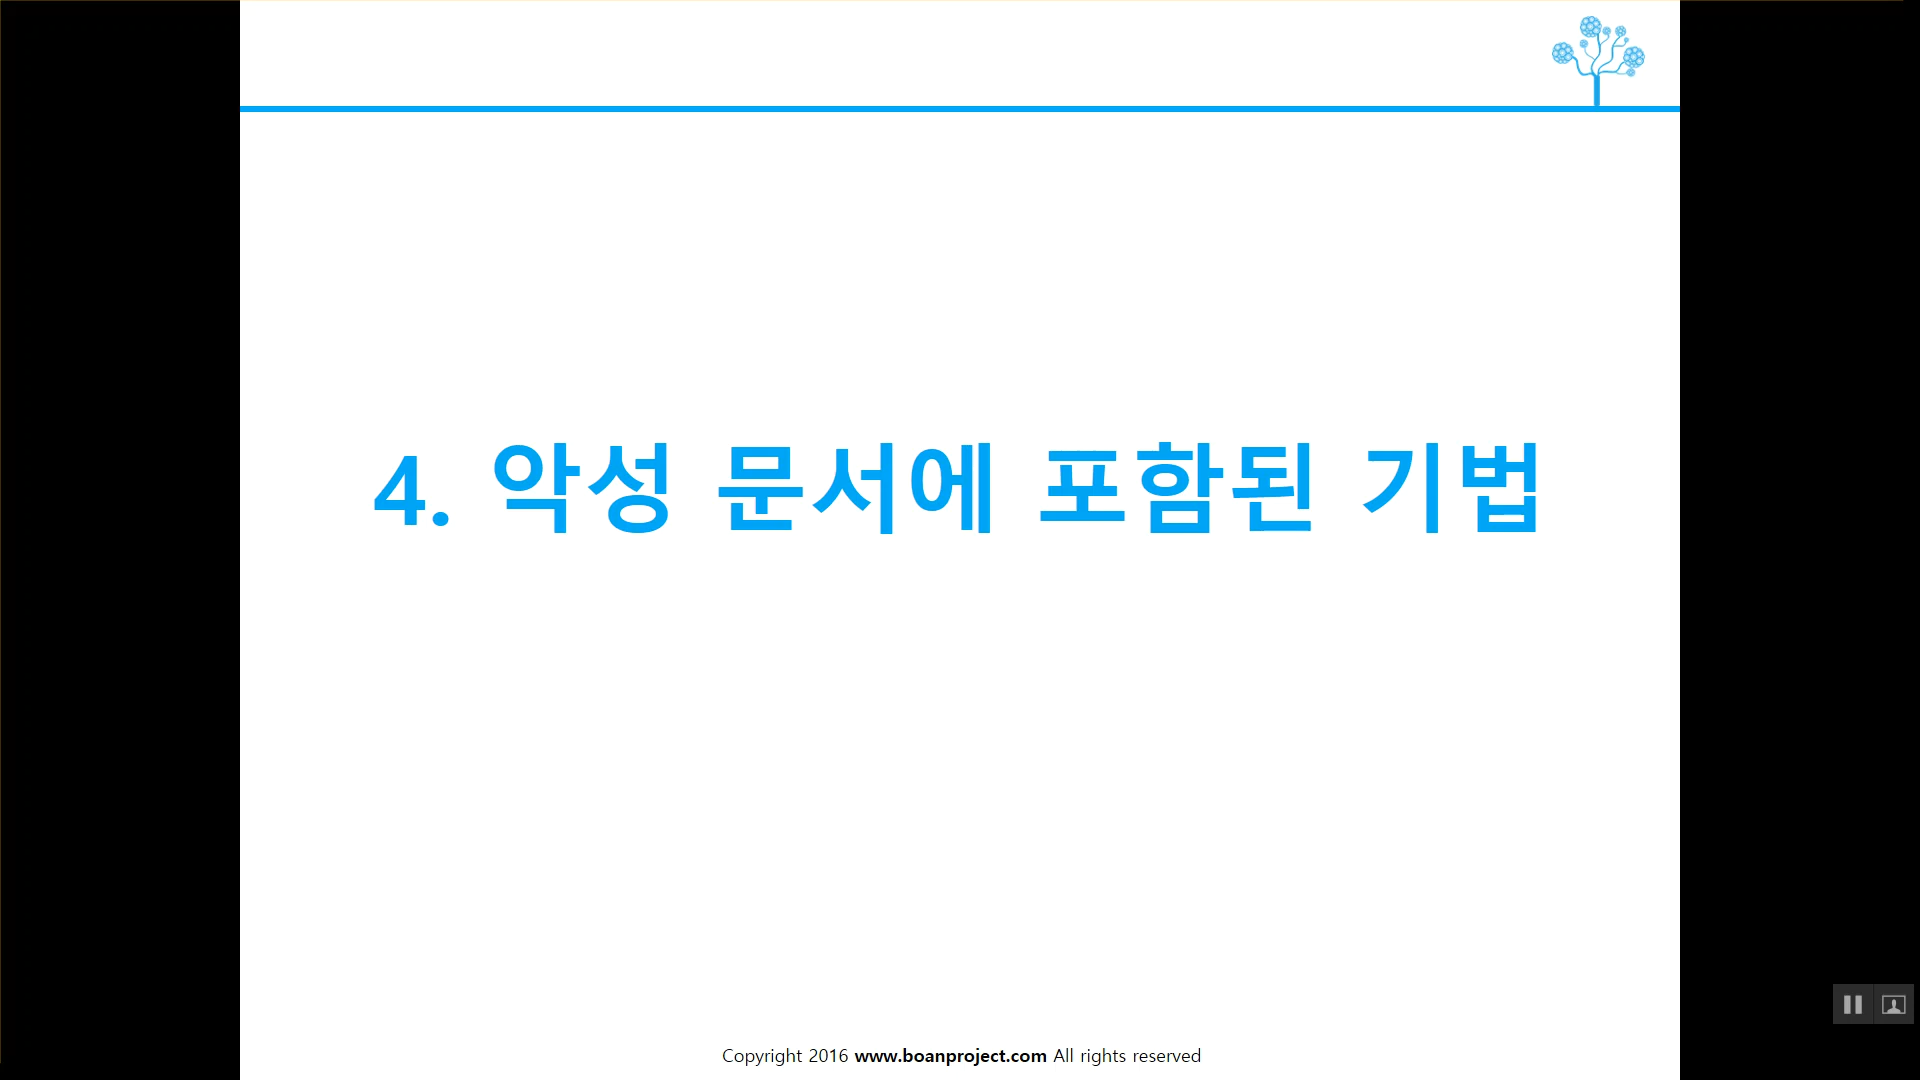 4. 악성 문서에 포함된 기법
Copyright 2016 www.boanproject.com All rights reserved